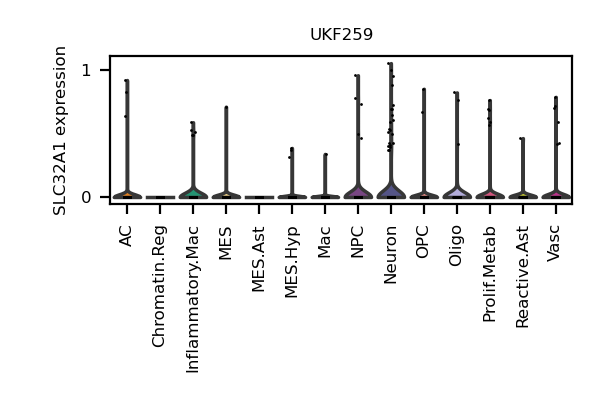 UKF259
SLC32A1 expression
1
0
AC
Chromatin.Reg
Inflammatory.Mac
MES
MES.Ast
MES.Hyp
Mac
NPC
Neuron
OPC
Oligo
Prolif.Metab
Reactive.Ast
Vasc